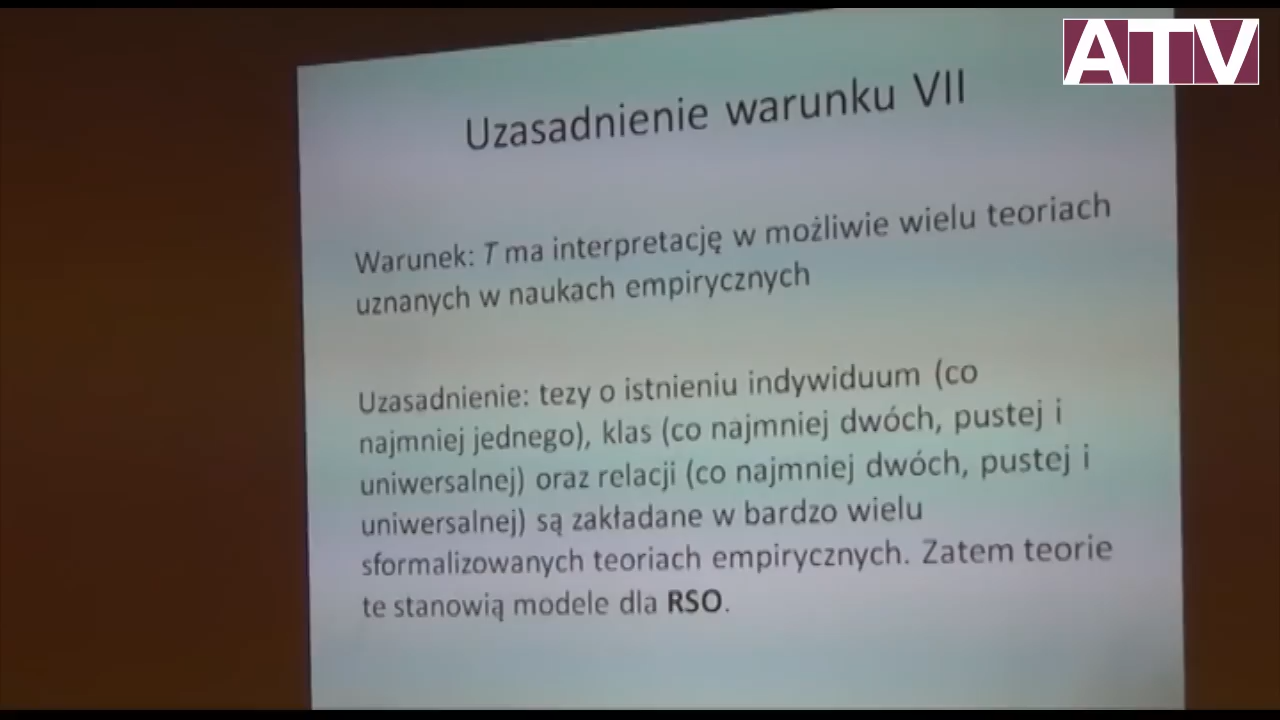 ATV
Uzasadnienie warunku VII
Warunek: T ma interpretację w możliwie wielu teoriach
uznanych w naukach empirycznych
Uzasadnienie: tezy o istnieniu indywiduum (co
najmniej jednego), klas (co najmniej dwóch, pustej i
uniwersalnej) oraz relacji (co najmniej dwóch, pustej i
uniwersalnej) są zakładane w bardzo wielu
sformalizowanych teoriach empirycznych. Zatem teorie
te stanowią modele dla RSO.